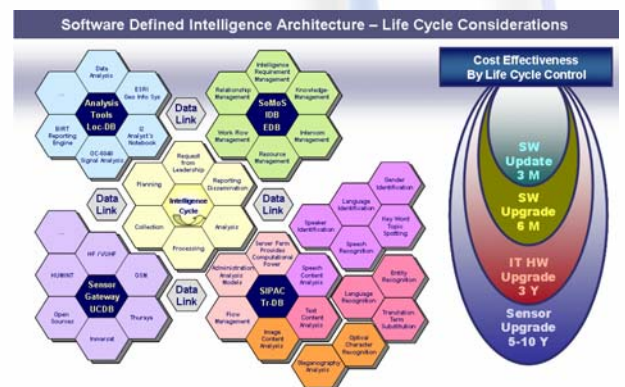 Software Defined Intelligence Architecture – Life Cycle Considerations
Data
Analysis
...
ESRI
Geo Info Sys
Analysis
Tools
Loc-DB
BIRT
Reporting
Engine
I2
Analyst's
Notebook
OC-6040
Signal Analysis
Data
Link
Intelligence
Requirement
Management
Relationship
Management
Knowledge-
Management
SoMoS
IDB
EDB
Work Flow
Management
Intercom
Management
Resource
Management
Request
from
Leadership
Planning
Reporting
Dissemination
Intelligence
Cycle
Collection
Analysis
Processing
Data
Link
Data
Link
Data
Link
...
HF / VUHF
HUMINT
GSM
Sensor
Gateway
UCDB
Open
Sources
Thuraya
Inmarsat
Gender
Identification
Language
Identification
Speaker
Identification
Key Word
Topic
Spotting
Speech
Recognition
Server Farm
Provides
Computational
Power
Administration
Analysis
Models
Speech
Content
Analysis
SIPAC
Tr-DB
Flow
Management
Text
Content
Analysis
Image
Content
Analysis
Entity
Recognition
Language
Recognition
Translation
Term
Substitution
Optical
Character
Recognition
Steganography
Analysis
Cost Effectiveness
By Life Cycle Control
SW
Update
3 M
SW
Upgrade
6 M
IT HW
Upgrade
3 Y
Sensor
Upgrade
5-10 Y